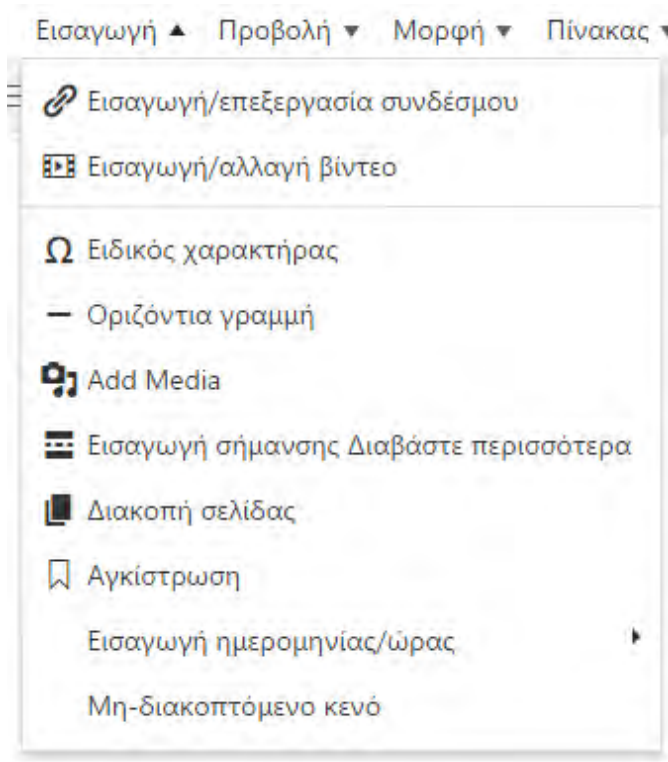 Εισαγωγή ▲ Προβολή ▼ Μορφή ▼ Πίνακας ▼
Εισαγωγή/επεξεργασία συνδέσμου
Εισαγωγή/αλλαγή βίντεο
Ω Ειδικός χαρακτήρας
Οριζόντια γραμμή
Add Media
Εισαγωγή σήμανσης Διαβάστε περισσότερα
Διακοπή σελίδας
Αγκίστρωση
Εισαγωγή ημερομηνίας/ώρας
Μη-διακοπτόμενο κενό